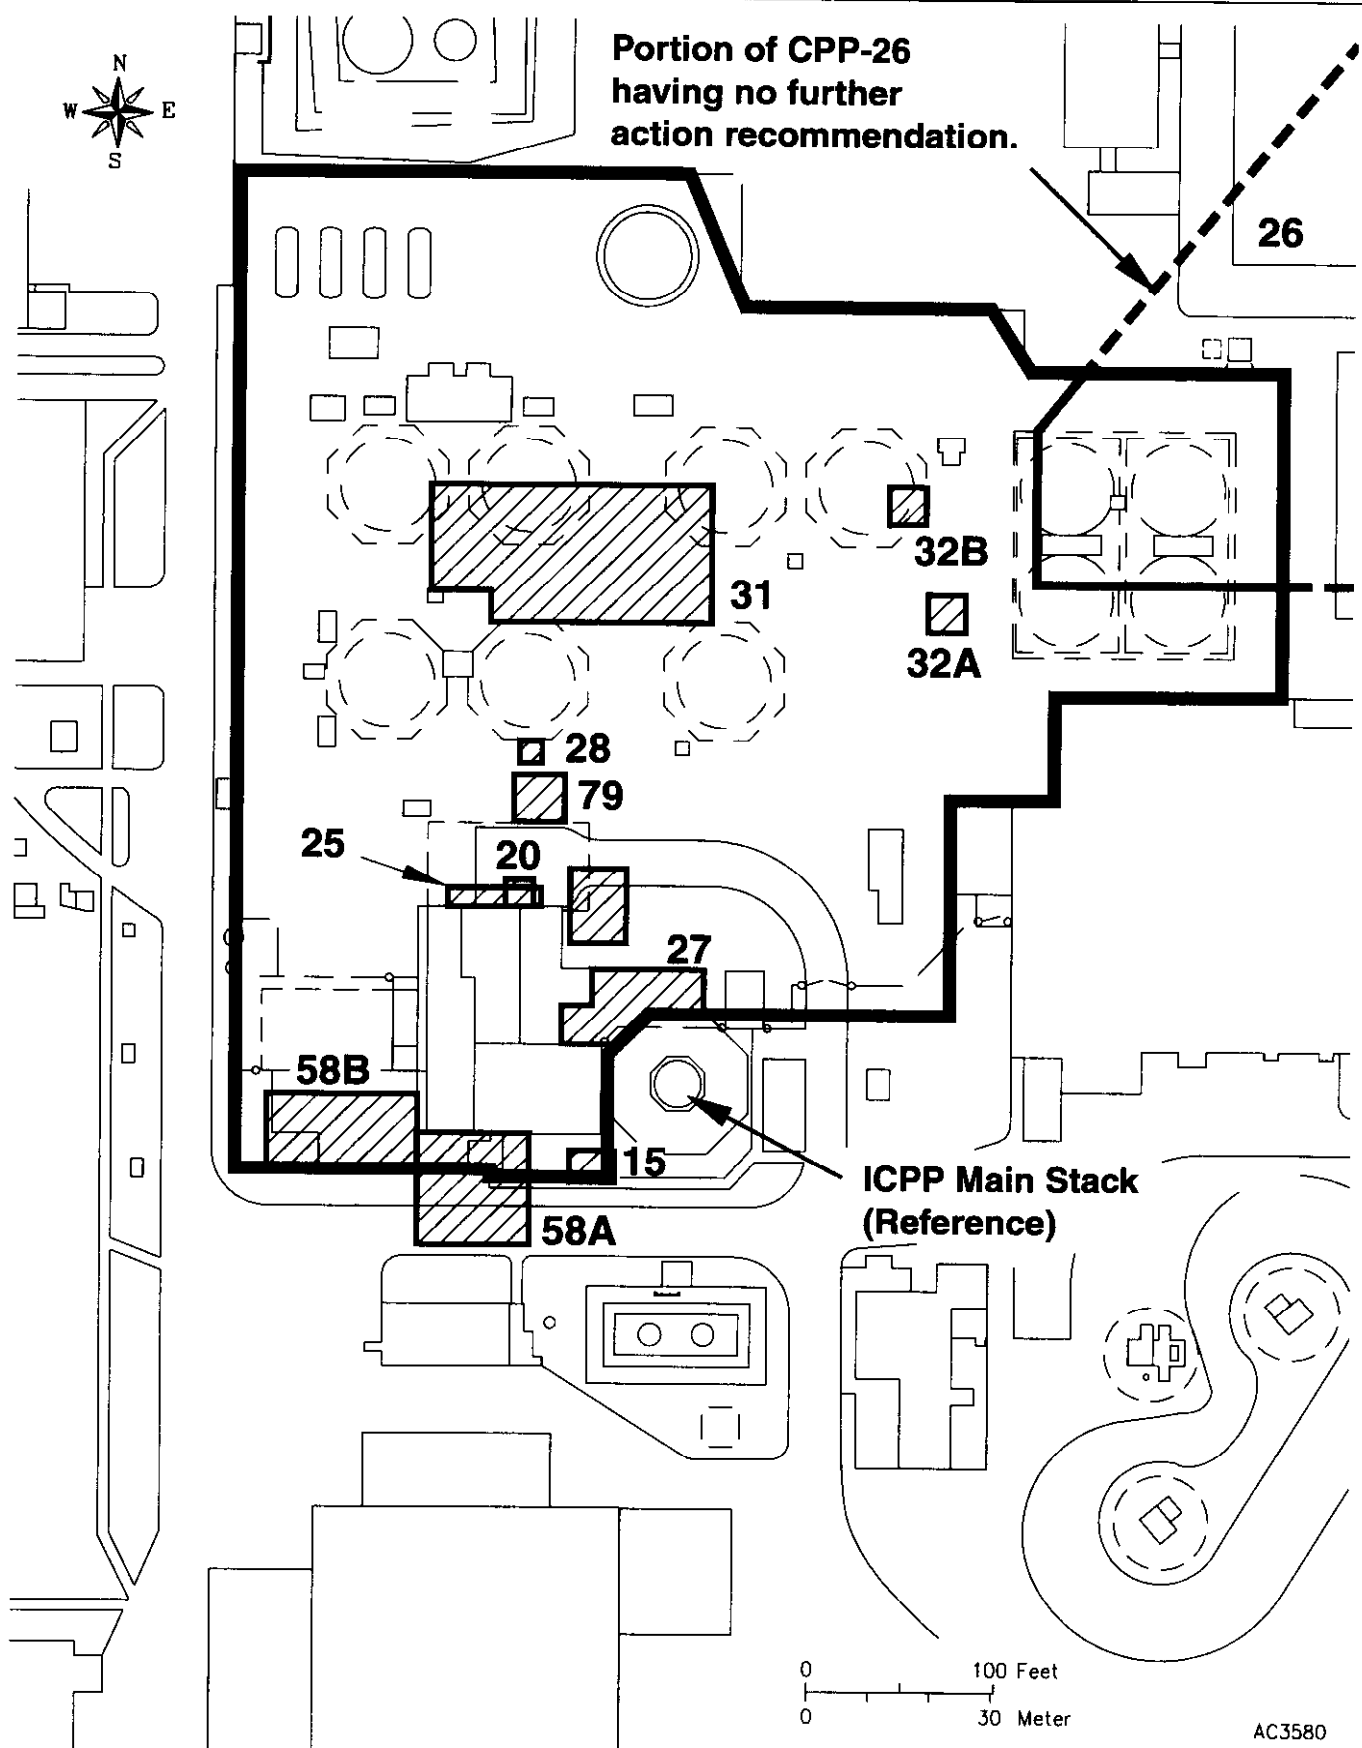 Portion of CPP-26
having no further
action recommendation.
N
W E
S
26
32B
31
32A
28
79
25
20
27
58B
15
ICPP Main Stack
(Reference)
58A
0 100 Feet
0 30 Meter
AC3580